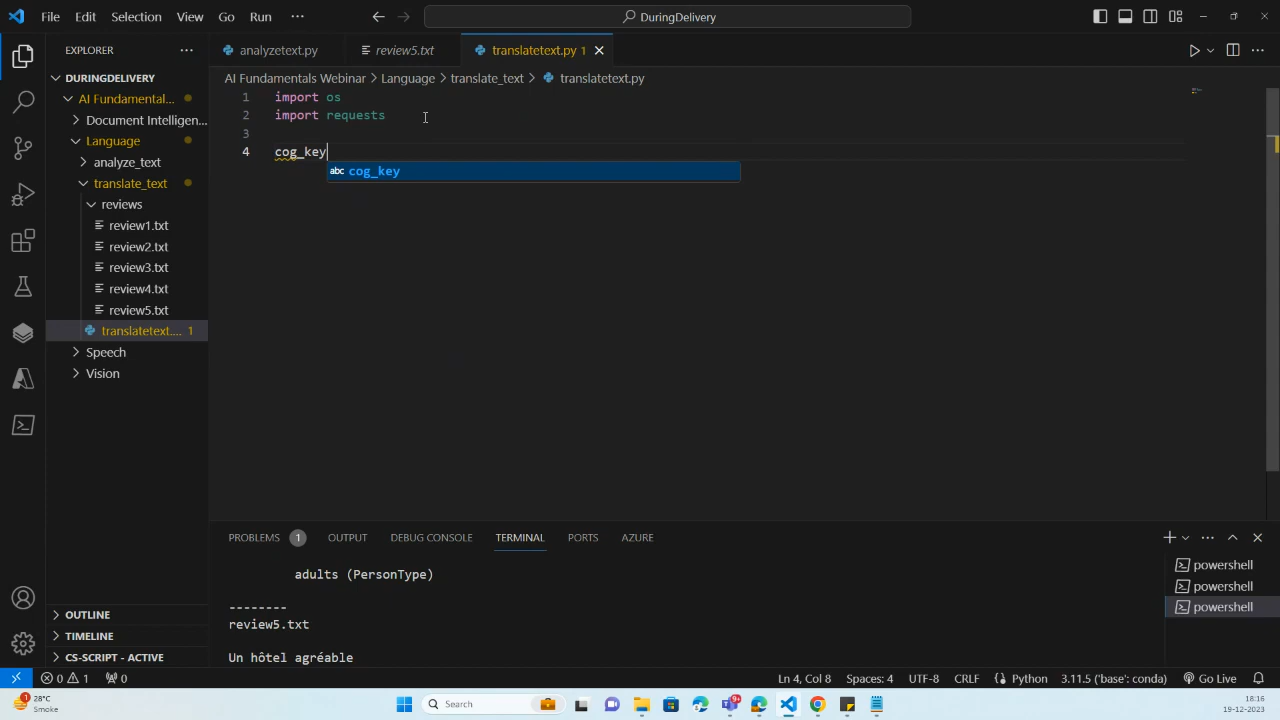 File Edit Selection View Go Run ··· DuringDelivery
EXPLORER ···
DURINGDELIVERY
AI Fundamental...
Document Intelligen...
Language
analyze_text
translate_text
reviews
review1.txt
review2.txt
review3.txt
review4.txt
review5.txt
translatetext.... 1
Speech
Vision
OUTLINE
TIMELINE
CS-SCRIPT - ACTIVE
analyzetext.py review5.txt translatetext.py 1
AI Fundamentals Webinar > Language > translate_text > translatetext.py
1 import os
2 import requests
3
4 cog_key
abc cog_key
PROBLEMS 1 OUTPUT DEBUG CONSOLE TERMINAL PORTS AZURE
adults (PersonType)
--------
review5.txt
Un hôtel agréable
powershell
powershell
powershell
0 1 0 Ln 4, Col 8 Spaces: 4 UTF-8 CRLF Python 3.11.5 ('base': conda) Go Live
28°C
Smoke
Search
9+
18:16
19-12-2023